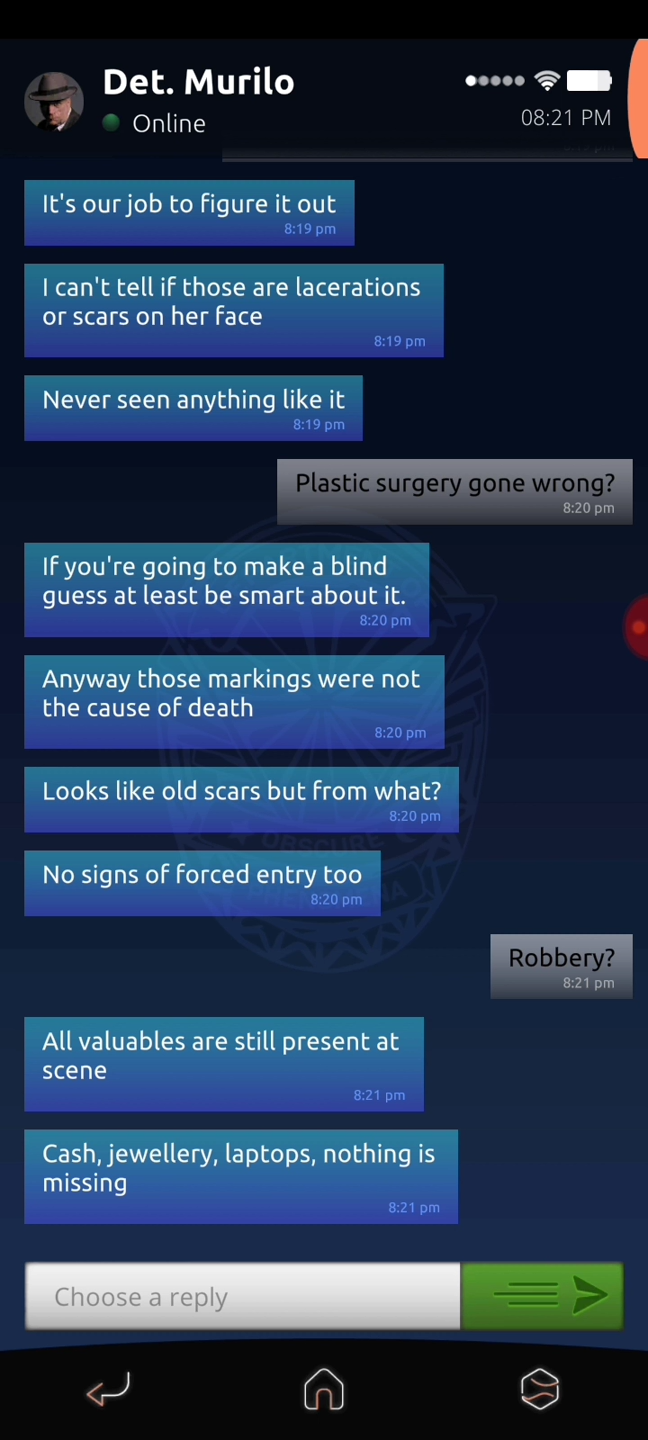 Det. Murilo
Online
08:21 PM
It's our job to figure it out
8:19 pm
I can't tell if those are lacerations
or scars on her face
8:19 pm
Never seen anything like it
8:19 pm
Plastic surgery gone wrong?
8:20 pm
If you're going to make a blind
guess at least be smart about it.
8:20 pm
Anyway those markings were not
the cause of death
8:20 pm
Looks like old scars but from what?
8:20 pm
OBSCURE
No signs of forced entry too
8:20 pm
Robbery?
8:21 pm
All valuables are still present at
scene
8:21 pm
Cash, jewellery, laptops, nothing is
missing
8:21 pm
Choose a reply